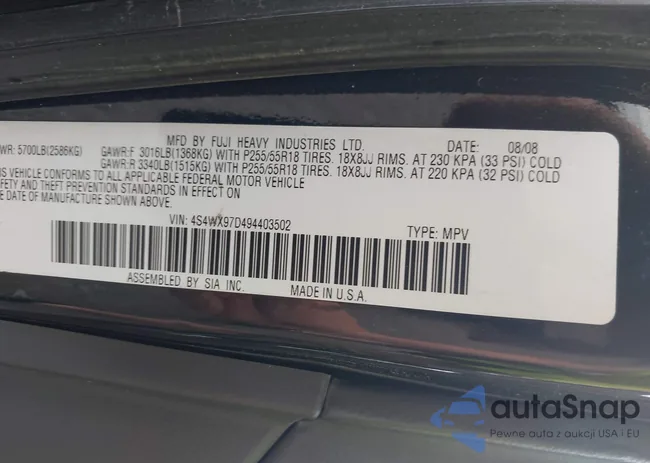 MFD BY FUJI HEAVY INDUSTRIES LTD. DATE: 08/08
WR: 5700LB(2586KG) GAWR:F 3016LB(1368KG) WITH P255/55R18 TIRES. 18X8JJ RIMS. AT 230 KPA (33 PSI) COLD
GAWR:R 3340LB(1515KG) WITH P255/55R18 TIRES. 18X8JJ RIMS. AT 220 KPA (32 PSI) COLD
IS VEHICLE CONFORMS TO ALL APPLICABLE FEDERAL MOTOR VEHICLE
AFETY AND THEFT PREVENTION STANDARDS IN EFFECT ON
E DATE OF MANUFACTURE SHOWN ABOVE.
VIN: 4S4WX97D494403502 TYPE: MPV
ASSEMBLED BY SIA INC. MADE IN U.S.A.
autaSnap
Pewne auta z aukcji USA i EU